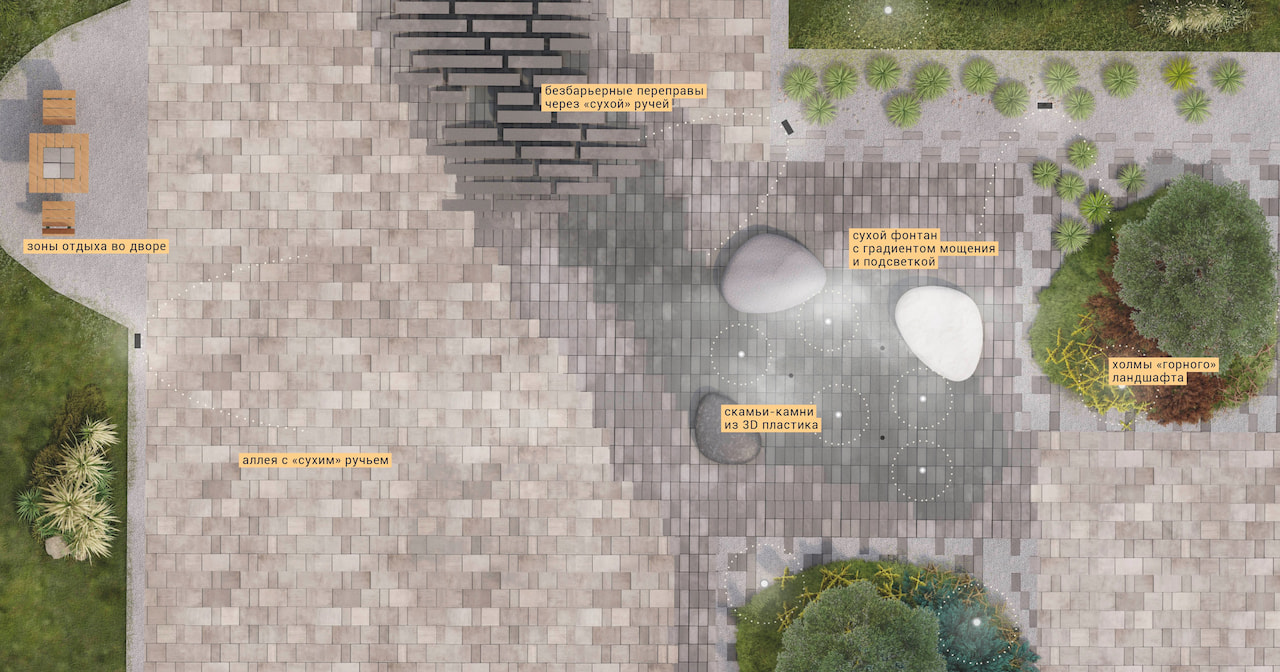 безбарьерные переправы
через «сухой» ручей
сухой фонтан
с градиентом мощения
и подсветкой
зоны отдыха во дворе
холмы «горного»
ландшафта
скамьи-камни
из 3D пластика
аллея с «сухим» ручьем